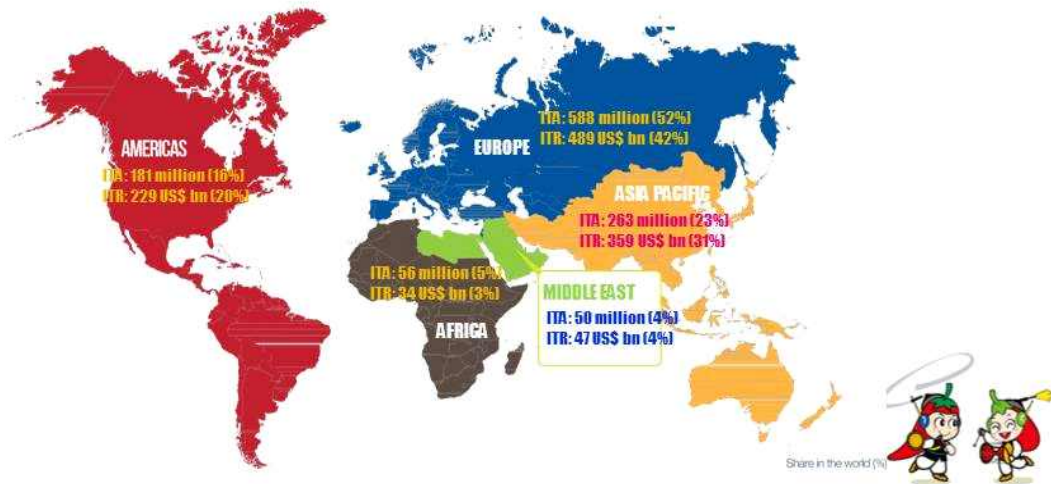 AMERICAS
ITA: 181 million (16%)
ITR: 229 US$ bn (20%)
EUROPE
ITA: 588 million (52%)
ITR: 489 US$ bn (42%)
ASIA PACIFIC
ITA: 263 million (23%)
ITR: 359 US$ bn (31%)
ITA: 56 million (5%)
ITR: 34 US$ bn (3%)
AFRICA
MIDDLE EAST
ITA: 50 million (4%)
ITR: 47 US$ bn (4%)
Share in the world (%)